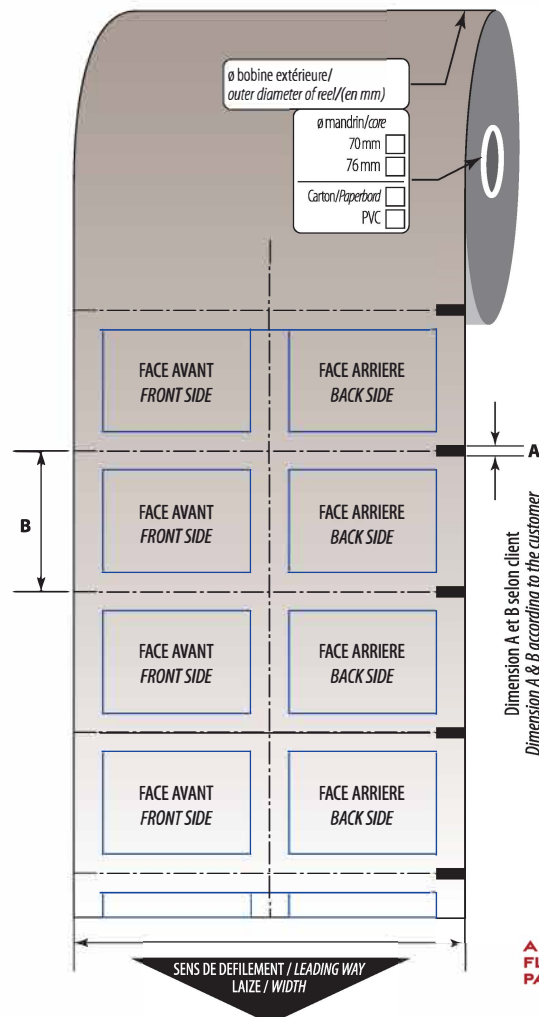 ø bobine extérieure/
outer diameter of reel/(en mm)
ø mandrin/core
70 mm
76 mm
Carton/Paperbord
PVC
FACE AVANT
FRONT SIDE
FACE ARRIERE
BACK SIDE
A
B
FACE AVANT
FRONT SIDE
FACE ARRIERE
BACK SIDE
Dimension A et B selon client
Dimension A & B according to the customer
FACE AVANT
FRONT SIDE
FACE ARRIERE
BACK SIDE
FACE AVANT
FRONT SIDE
FACE ARRIERE
BACK SIDE
SENS DE DEFILEMENT / LEADING WAY
LAIZE / WIDTH
A
FL
PA